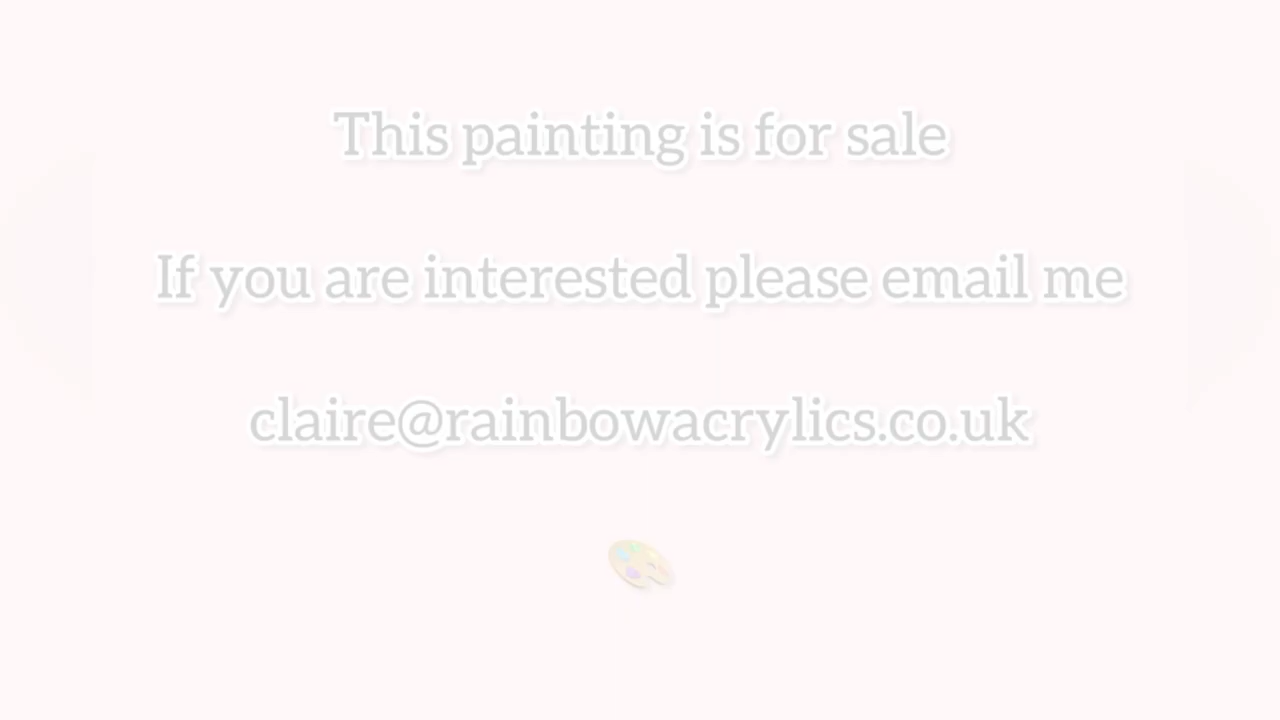 This painting is for sale
If you are interested please email me
claire@rainbowacrylics.co.uk